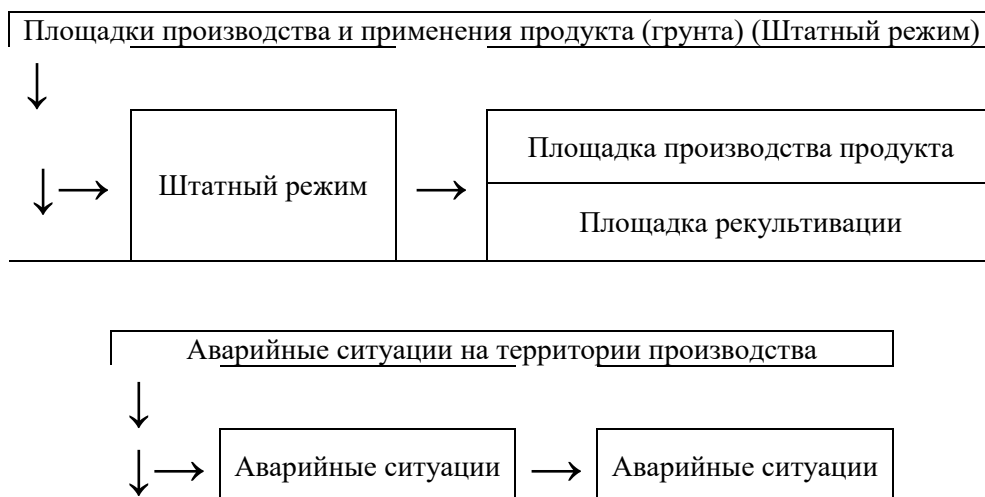 Площадки производства и применения продукта (грунта) (Штатный режим)
Штатный режим
Площадка производства продукта
Площадка рекультивации
Аварийные ситуации на территории производства
Аварийные ситуации
Аварийные ситуации